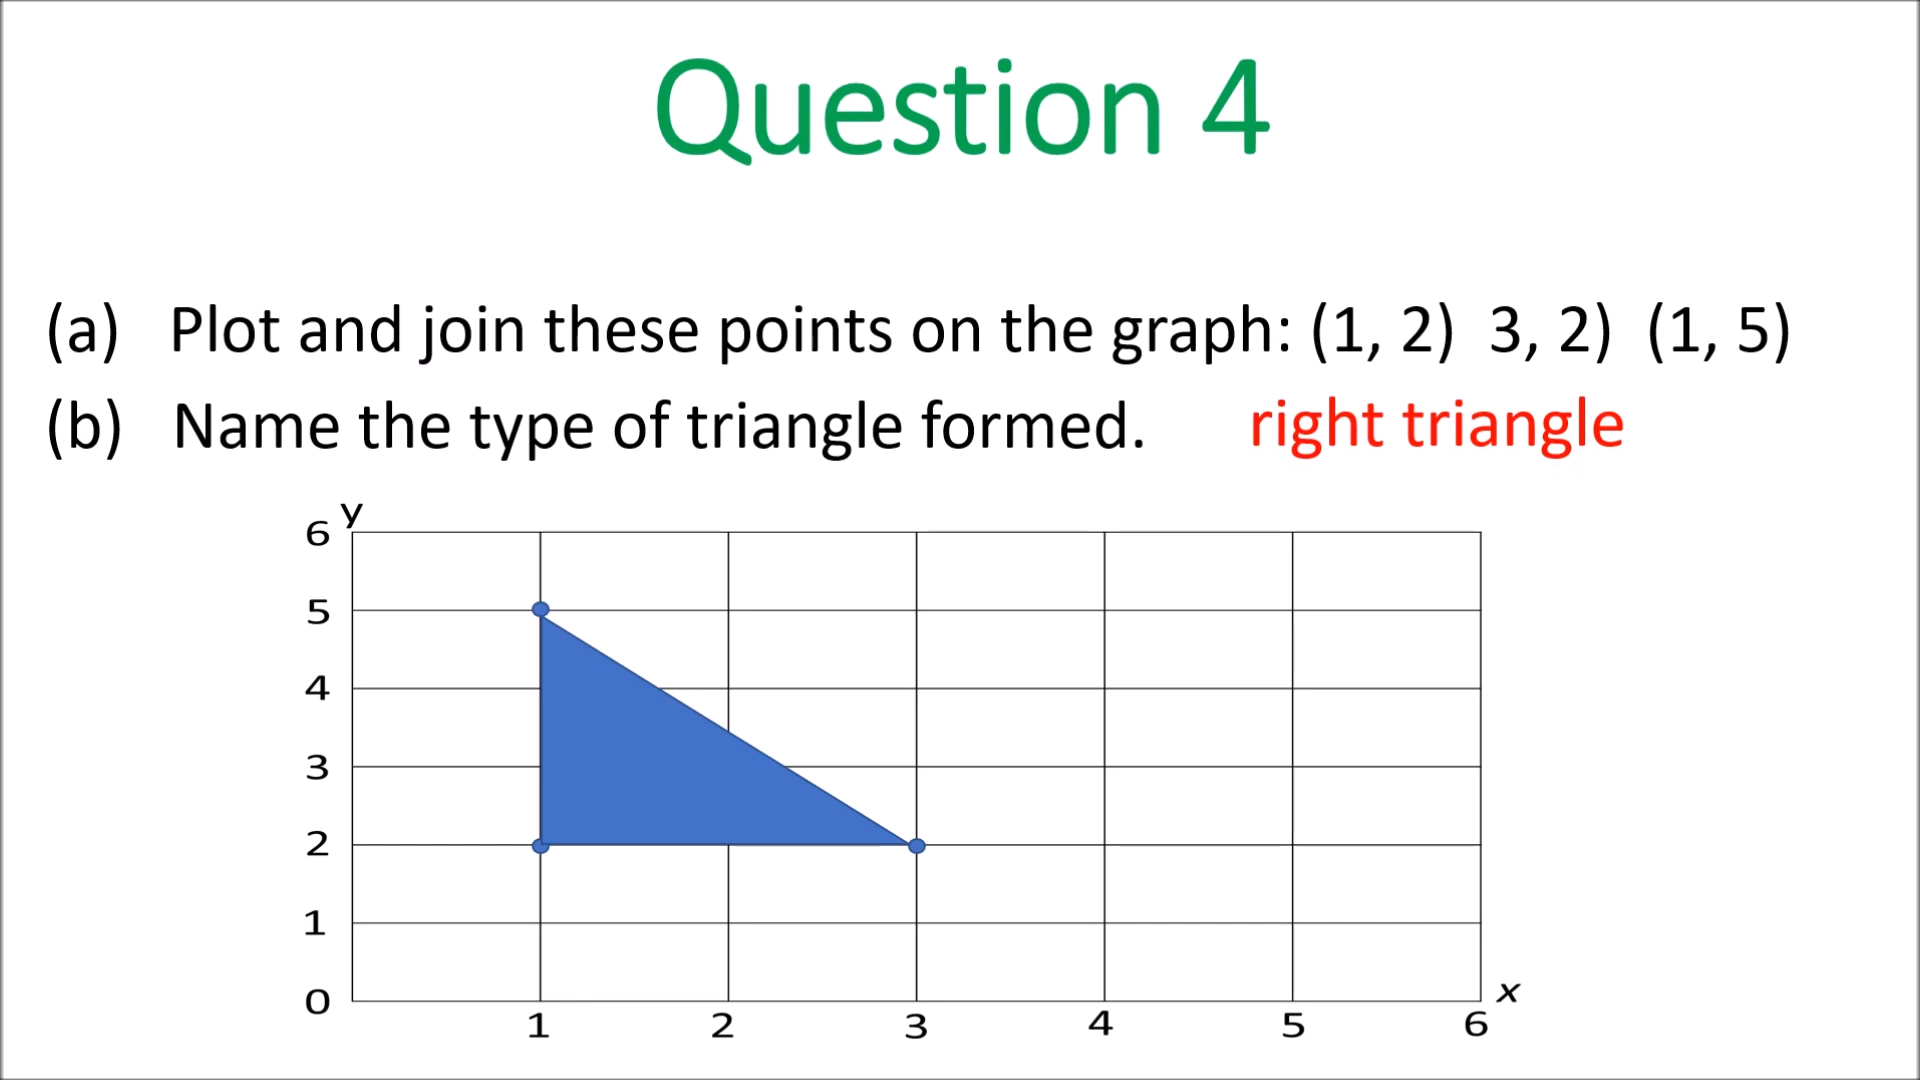 Question 4
(a) Plot and join these points on the graph: (1, 2) 3, 2) (1, 5)
(b) Name the type of triangle formed. right triangle
y
6
5
4
3
2
1
0
x
1 2 3 4 5 6